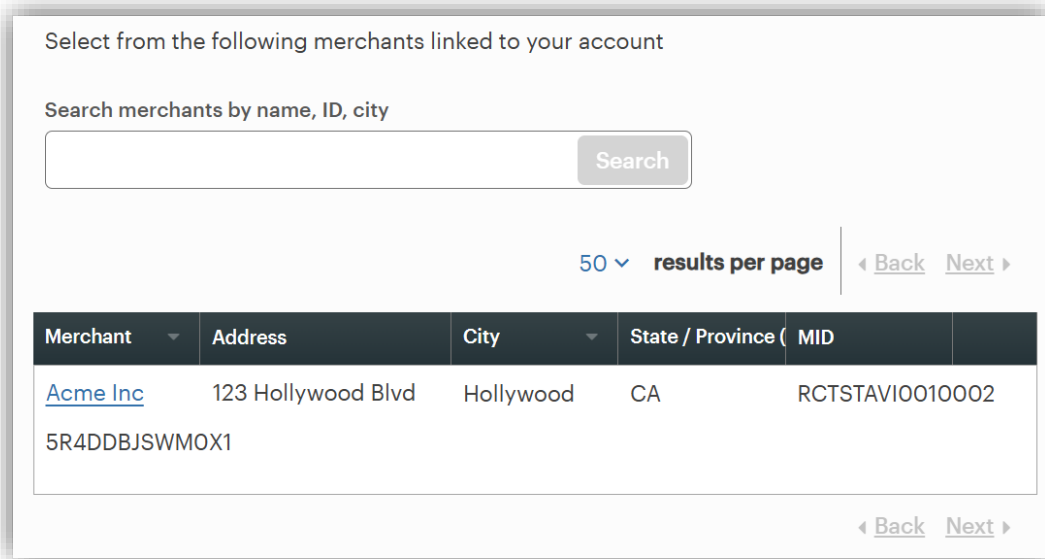 Select from the following merchants linked to your account
Search merchants by name, ID, city
Search
50 results per page Back Next
Merchant Address City State / Province ( MID
Acme Inc 123 Hollywood Blvd Hollywood CA RCTSTAVI0010002
5R4DDBJSWM0X1
Back Next